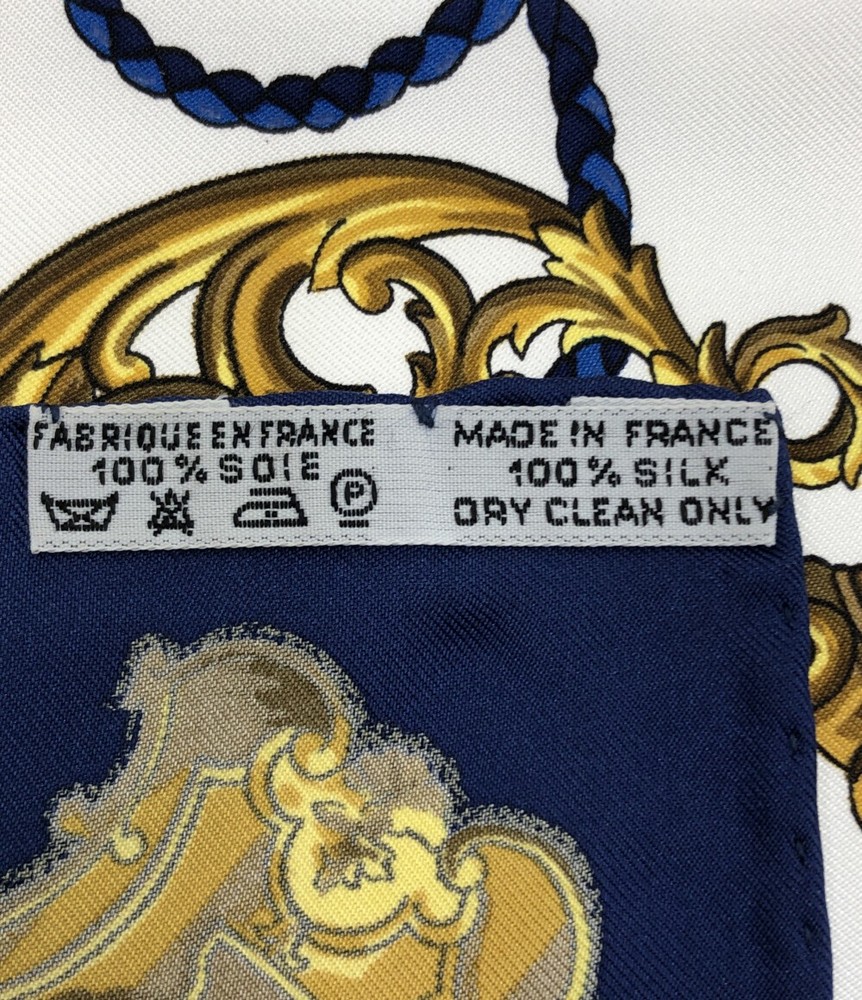 FABRIQUE EN FRANCE
100% SOIE
P
MADE IN FRANCE
100% SILK
DRY CLEAN ONLY